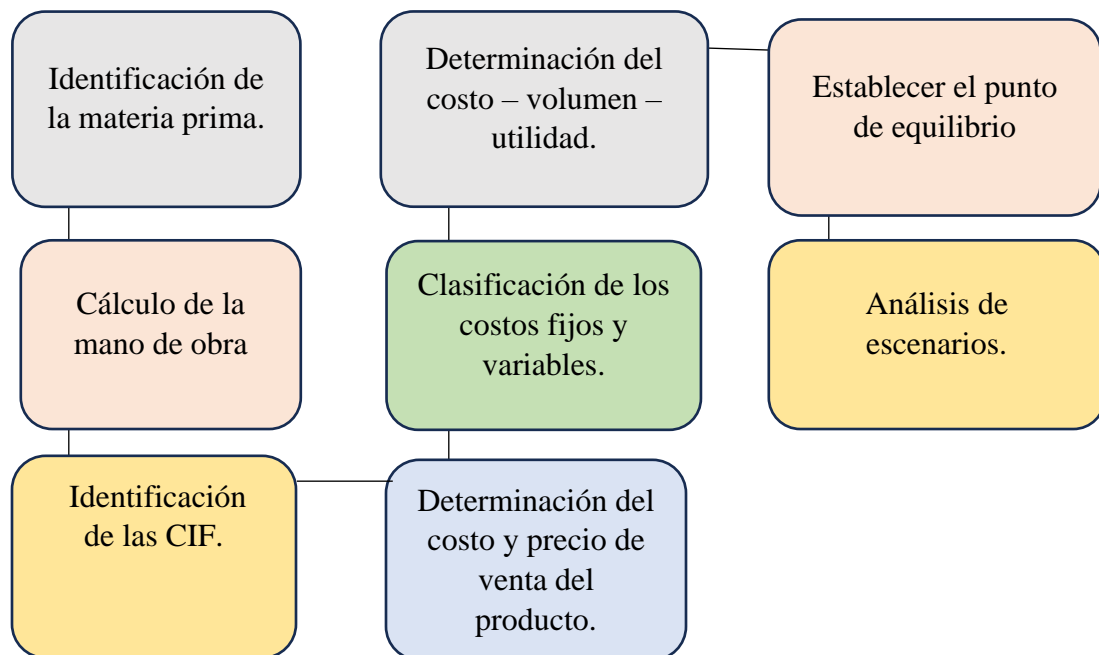 Identificación de
la materia prima.
Cálculo de la
mano de obra
Identificación
de las CIF.
Determinación del
costo y precio de
venta del
producto.
Clasificación de los
costos fijos y
variables.
Determinación del
costo – volumen –
utilidad.
Establecer el punto
de equilibrio
Análisis de
escenarios.